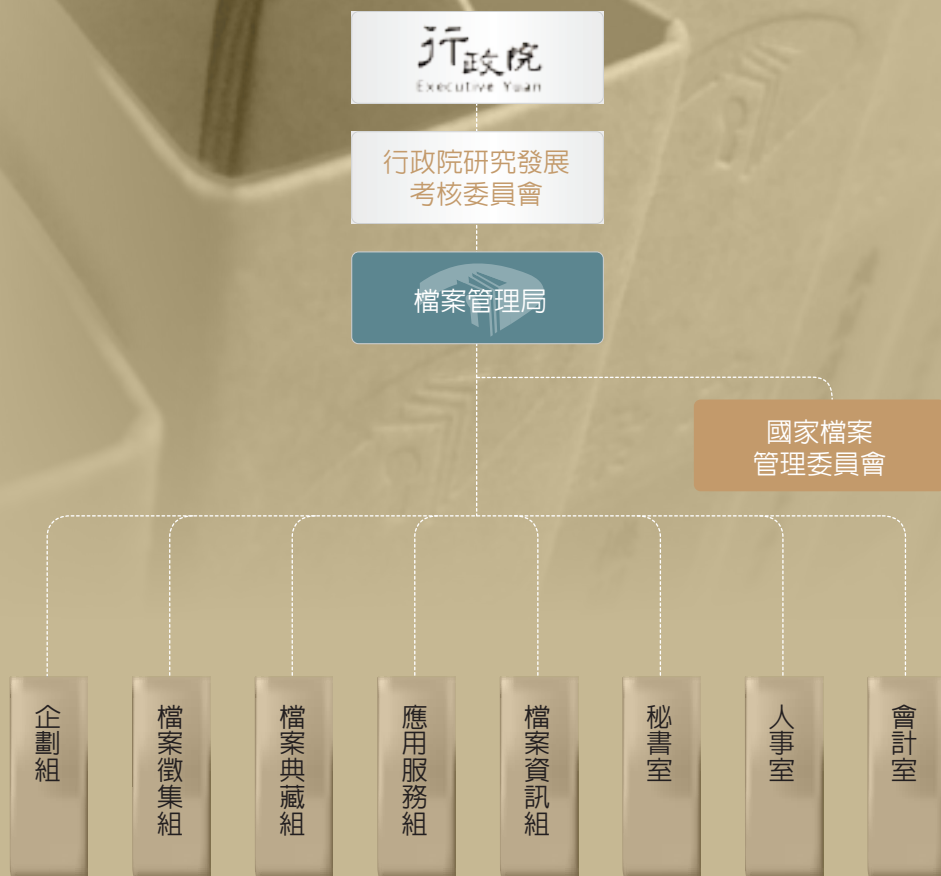 行政院
Executive Yuan
行政院研究發展
考核委員會
檔案管理局
國家檔案
管理委員會
企劃組
檔案徵集組
檔案典藏組
應用服務組
檔案資訊組
秘書室
人事室
會計室